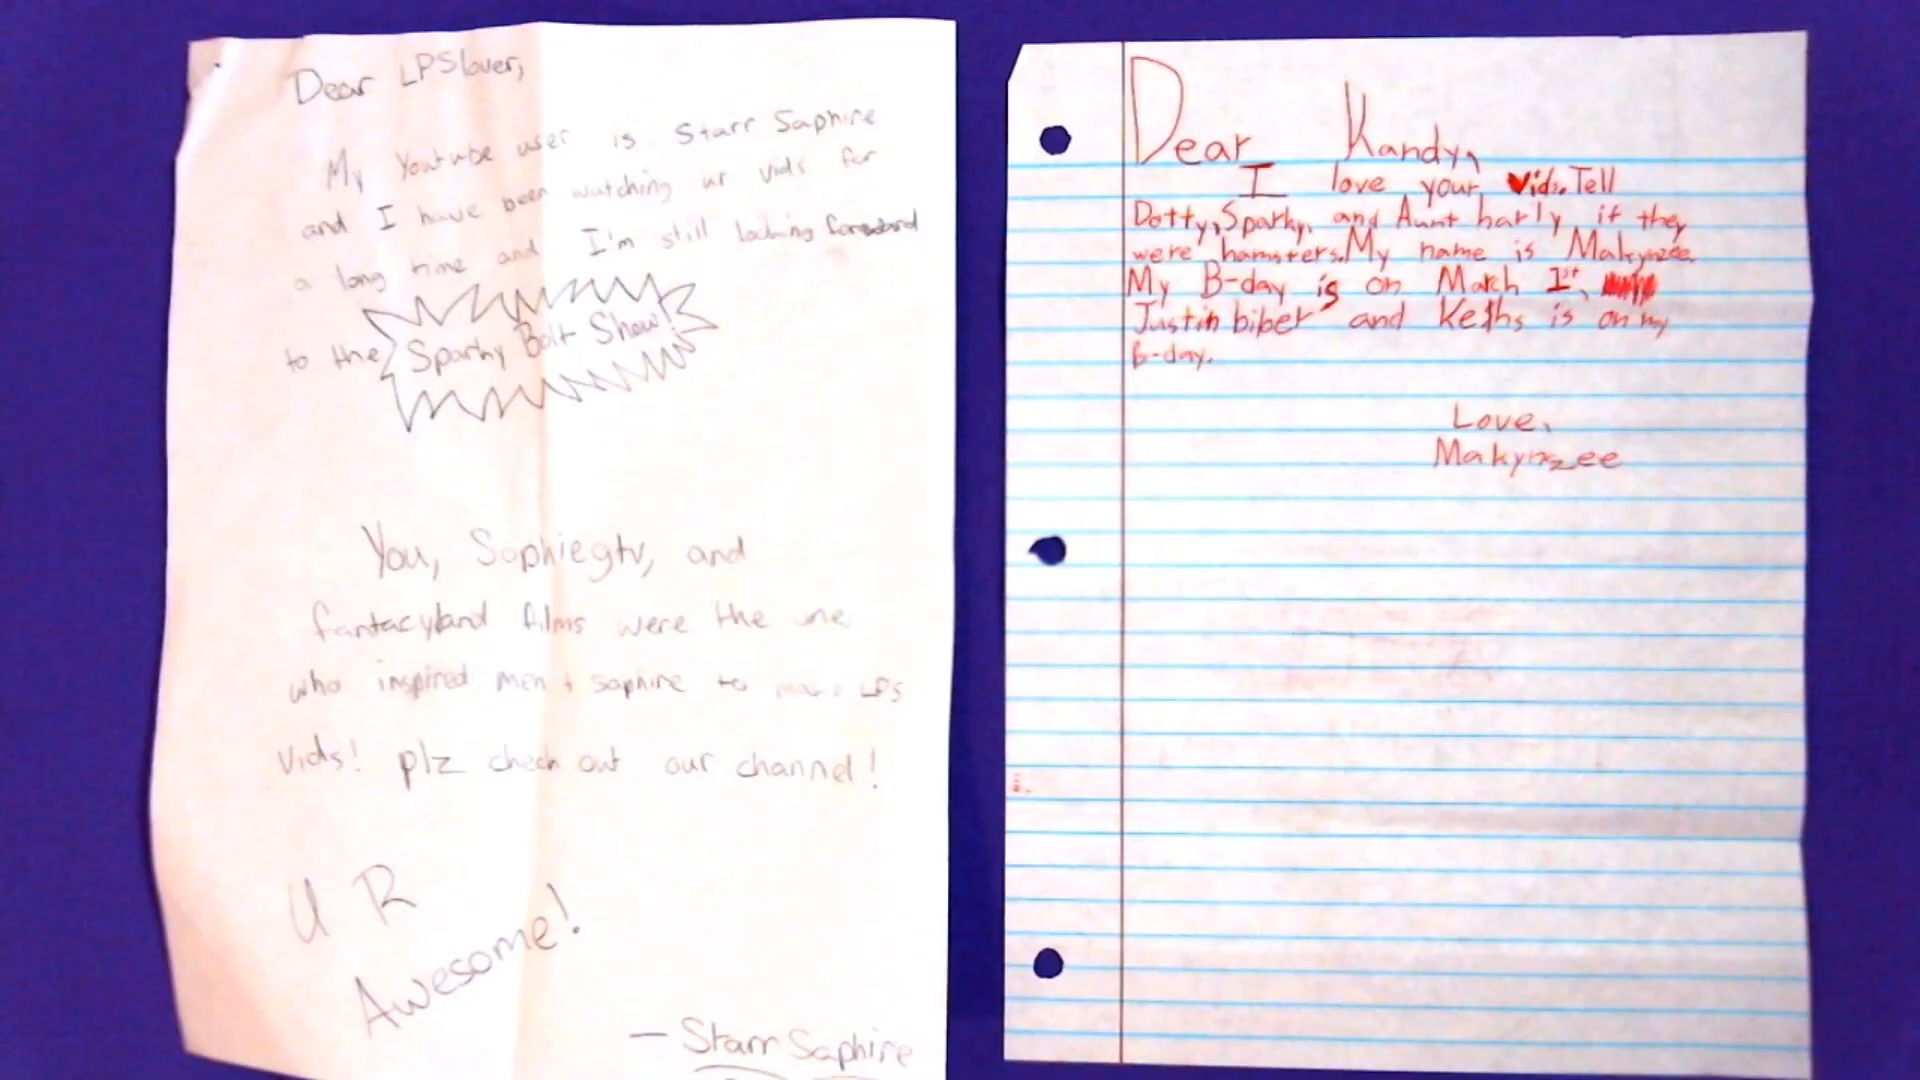 Dear LPSlover,
My Youtube user is Starr Saphire
and I have been watching ur vids for
a long time and I'm still looking forward
to the Sparky Bolt Show!
You, Sophiegtv, and
fantacyland films were the one
who inspired men + saphire to make LPS
vids! plz check out our channel!
U R
Awesome!
— Starr Saphire
Dear Kandy,
I love your vids. Tell
Dotty, Sparky, and Aunt harly if they
were hamsters. My name is Makynzee.
My B-day is on March 1st,
Justin biber's and Ke$hs is on my
B-day.
Love,
Makynzee